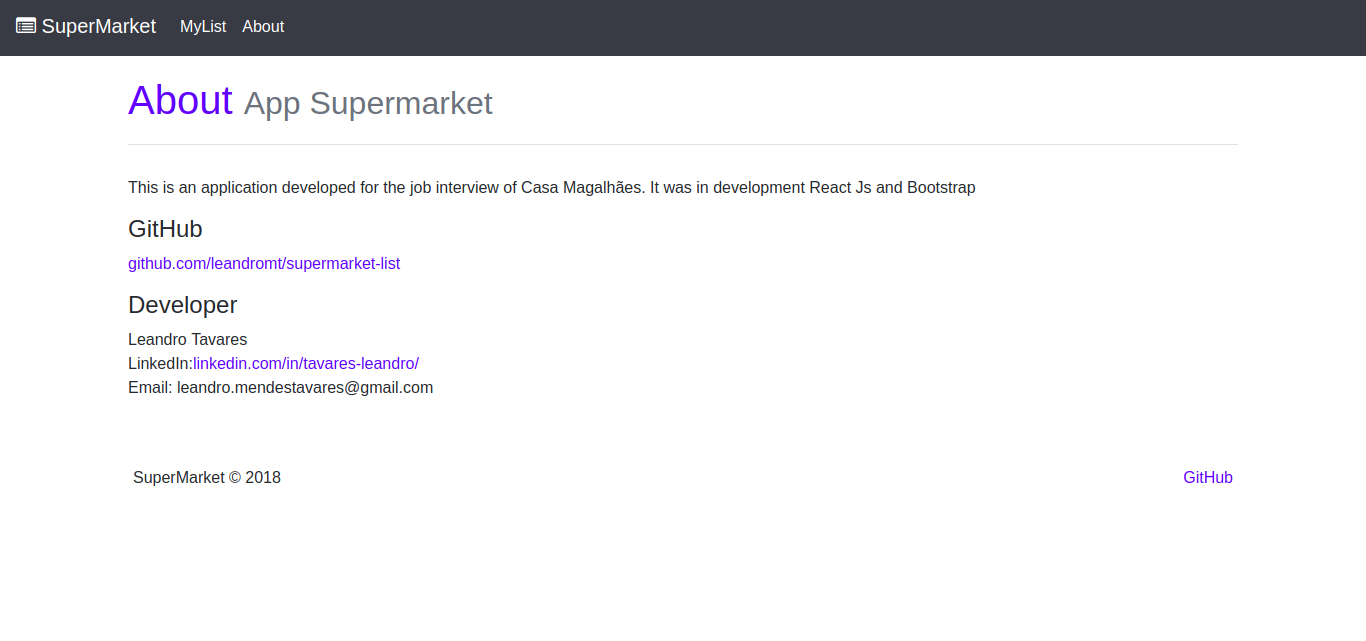 SuperMarket MyList About
About App Supermarket
This is an application developed for the job interview of Casa Magalhães. It was in development React Js and Bootstrap
GitHub
github.com/leandromt/supermarket-list
Developer
Leandro Tavares
LinkedIn:linkedin.com/in/tavares-leandro/
Email: leandro.mendestavares@gmail.com
SuperMarket © 2018 GitHub